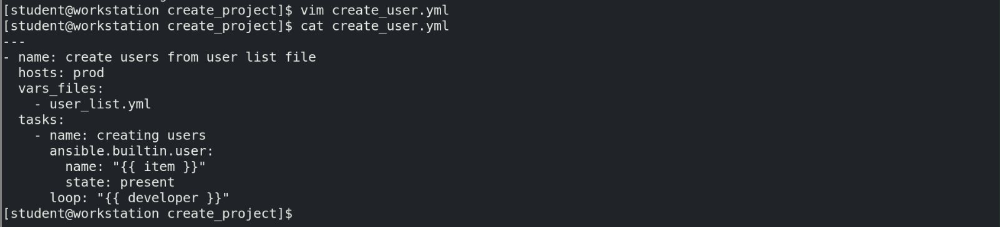 [student@workstation create_project]$ vim create_user.yml
[student@workstation create_project]$ cat create_user.yml
---
- name: create users from user list file
  hosts: prod
  vars_files:
    - user_list.yml
  tasks:
    - name: creating users
      ansible.builtin.user:
        name: "{{ item }}"
        state: present
      loop: "{{ developer }}"
[student@workstation create_project]$